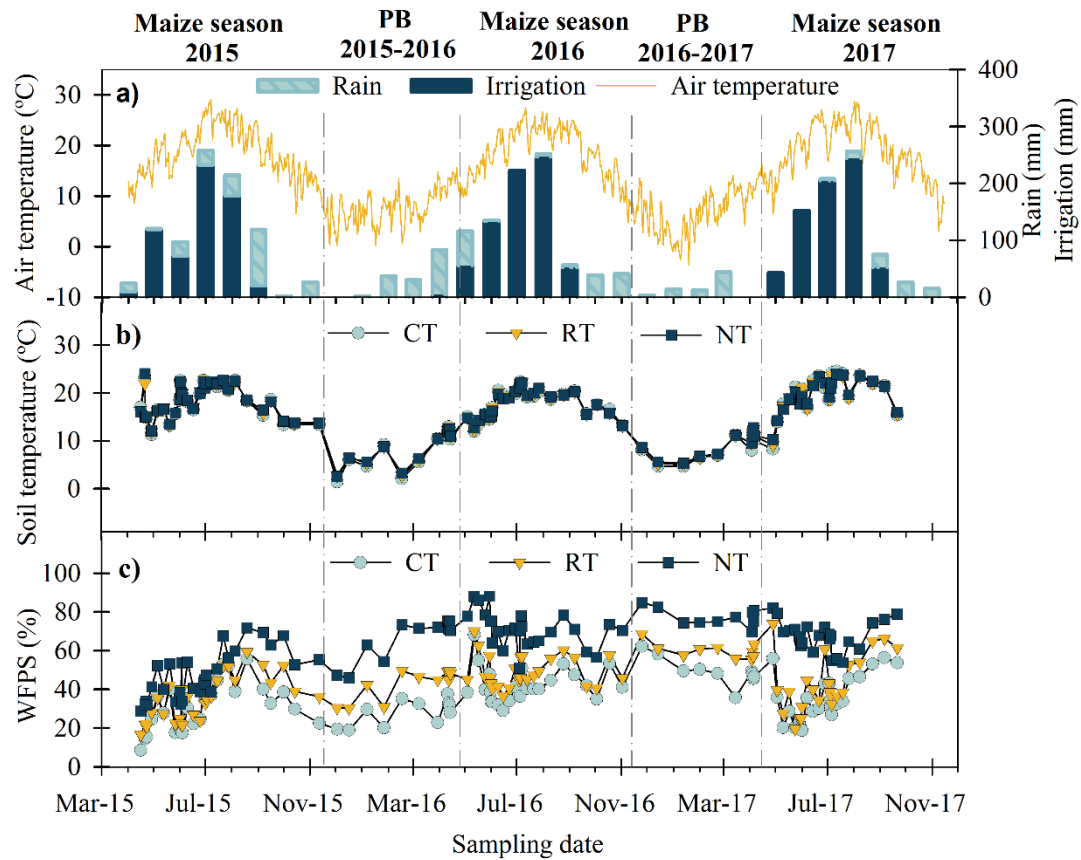 Maize season PB Maize season PB Maize season
2015 2015-2016 2016 2016-2017 2017
a) Rain Irrigation Air temperature
Air temperature (ºC)
30
20
10
0
-10
400
300
200
100
0
Rain (mm)
Irrigation (mm)
b) CT RT NT
Soil temperature (ºC)
30
20
10
0
c) CT RT NT
WFPS (%)
100
80
60
40
20
0
Mar-15 Jul-15 Nov-15 Mar-16 Jul-16 Nov-16 Mar-17 Jul-17 Nov-17
Sampling date